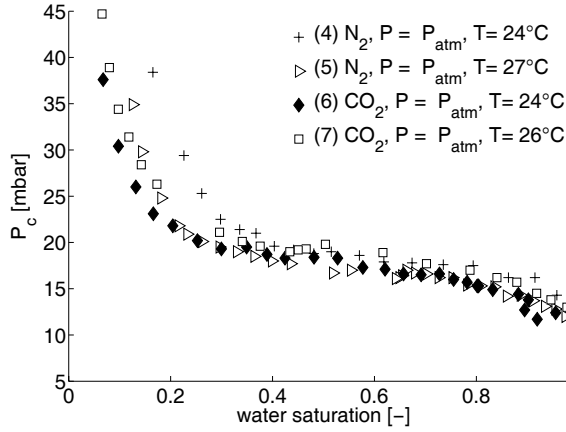 45
40
35
30
25
20
15
10
5
P_c [mbar]
+ (4) N_2, P = P_atm, T= 24°C
▷ (5) N_2, P = P_atm, T= 27°C
◆ (6) CO_2, P = P_atm, T= 24°C
□ (7) CO_2, P = P_atm, T= 26°C
0 0.2 0.4 0.6 0.8
water saturation [-]